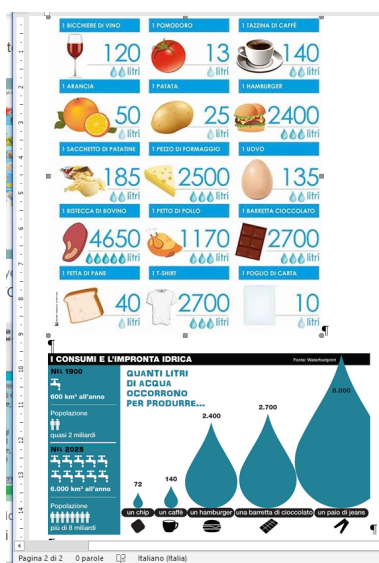 1 BICCHIERE DI VINO
120
litri
1 POMODORO
13
litri
1 TAZZINA DI CAFFÈ
140
litri
1 ARANCIA
50
litri
1 PATATA
25
litri
1 HAMBURGER
2400
litri
1 SACCHETTO DI PATATINE
185
litri
1 PEZZO DI FORMAGGIO
2500
litri
1 UOVO
135
litri
1 BISTECCA DI BOVINO
4650
litri
1 PETTO DI POLLO
1170
litri
1 BARRETTA CIOCCOLATO
2700
litri
1 FETTA DI PANE
40
litri
1 T-SHIRT
2700
litri
1 FOGLIO DI CARTA
10
litri
I CONSUMI E L'IMPRONTA IDRICA
Fonte: Waterfootprint
NEL 1900
600 km³ all'anno
Popolazione
quasi 2 miliardi
NEL 2025
6.000 km³ all'anno
Popolazione
più di 8 miliardi
QUANTI LITRI
DI ACQUA
OCCORRONO
PER PRODURRE...
72
140
2.400
2.700
8.000
un chip
un caffè
un hamburger
una barretta di cioccolato
un paio di jeans
Pagina 2 di 2
0 parole
Italiano (Italia)